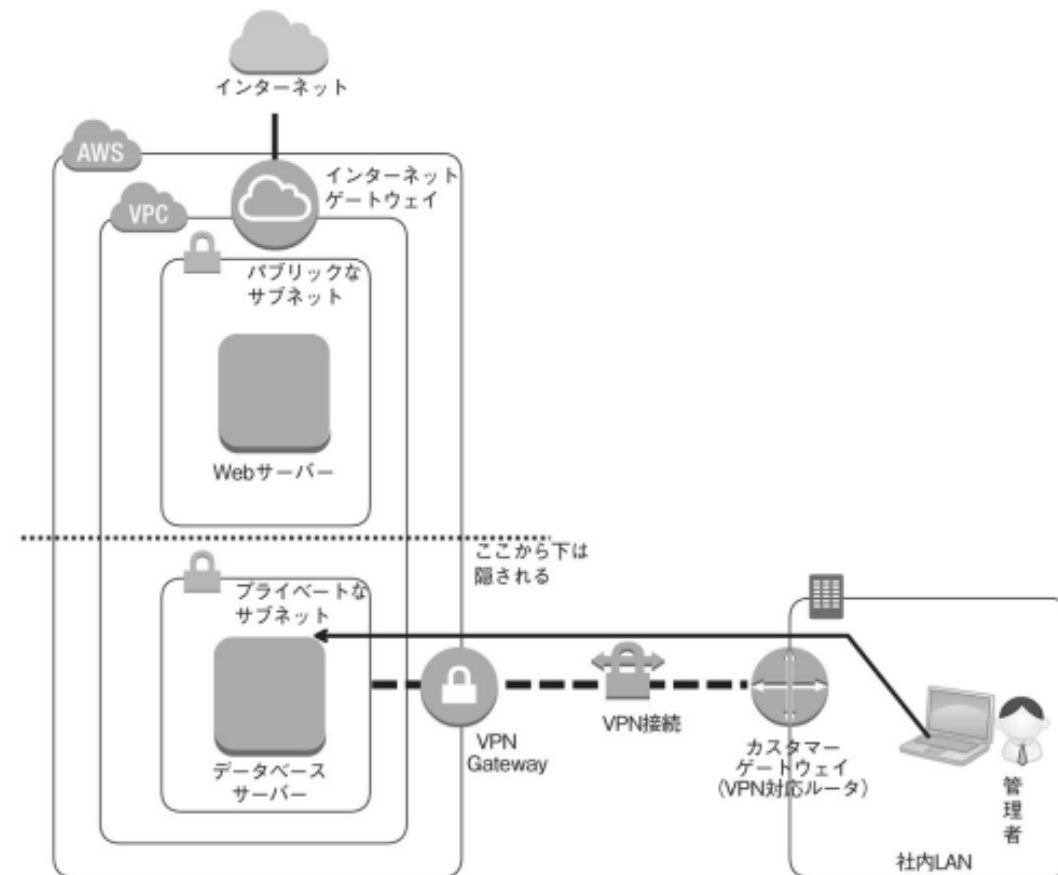 インターネット
AWS
インターネット
ゲートウェイ
VPC
パブリックな
サブネット
Webサーバー
ここから下は
隠される
プライベートな
サブネット
データベース
サーバー
VPN
Gateway
VPN接続
カスタマー
ゲートウェイ
(VPN対応ルータ)
管理者
社内LAN